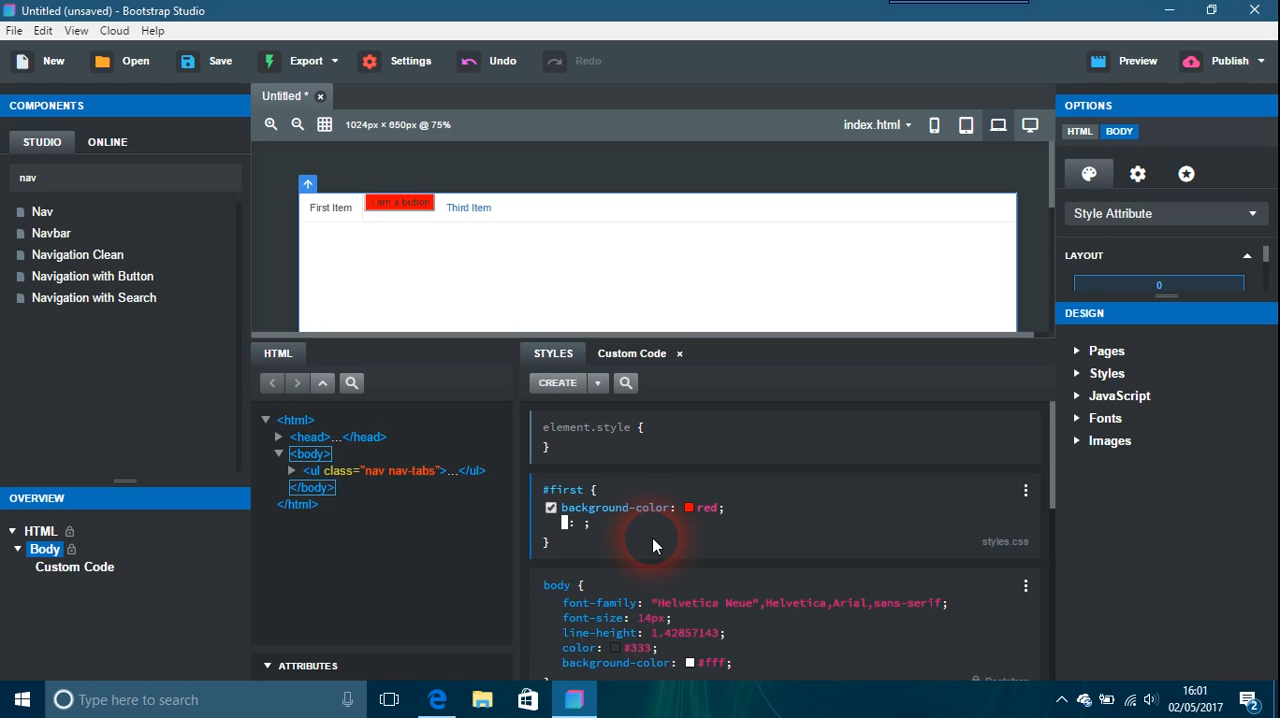 Untitled (unsaved) - Bootstrap Studio
File Edit View Cloud Help
New Open Save Export Settings Undo Redo Preview Publish
COMPONENTS
STUDIO ONLINE
nav
Nav
Navbar
Navigation Clean
Navigation with Button
Navigation with Search
OVERVIEW
HTML
Body
Custom Code
Untitled * ×
1024px × 650px @ 75%
index.html
First Item I am a button Third Item
HTML
<html>
<head>...</head>
<body>
<ul class="nav nav-tabs">...</ul>
</body>
</html>
ATTRIBUTES
STYLES Custom Code ×
CREATE
element.style {
}
#first {
background-color: red;
: ;
}
styles.css
body {
font-family: "Helvetica Neue",Helvetica,Arial,sans-serif;
font-size: 14px;
line-height: 1.42857143;
color: #333;
background-color: #fff;
}
Bootstrap
OPTIONS
HTML BODY
Style Attribute
LAYOUT
0
DESIGN
Pages
Styles
JavaScript
Fonts
Images
Type here to search
16:01
02/05/2017
2